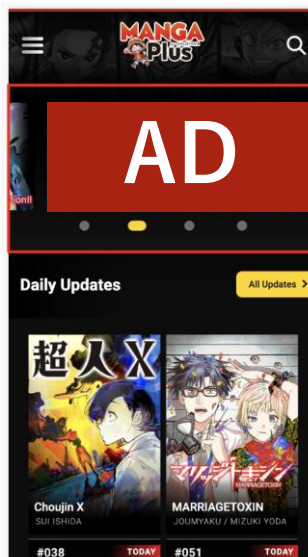 MANGA
Plus
ion!!
AD
Daily Updates
All Updates
超人X
マリッジトキシン
MARRIAGETOXIN
Choujin X
SUI ISHIDA
MARRIAGETOXIN
JOUMYAKU / MIZUKI YODA
#038
TODAY
#051
TODAY